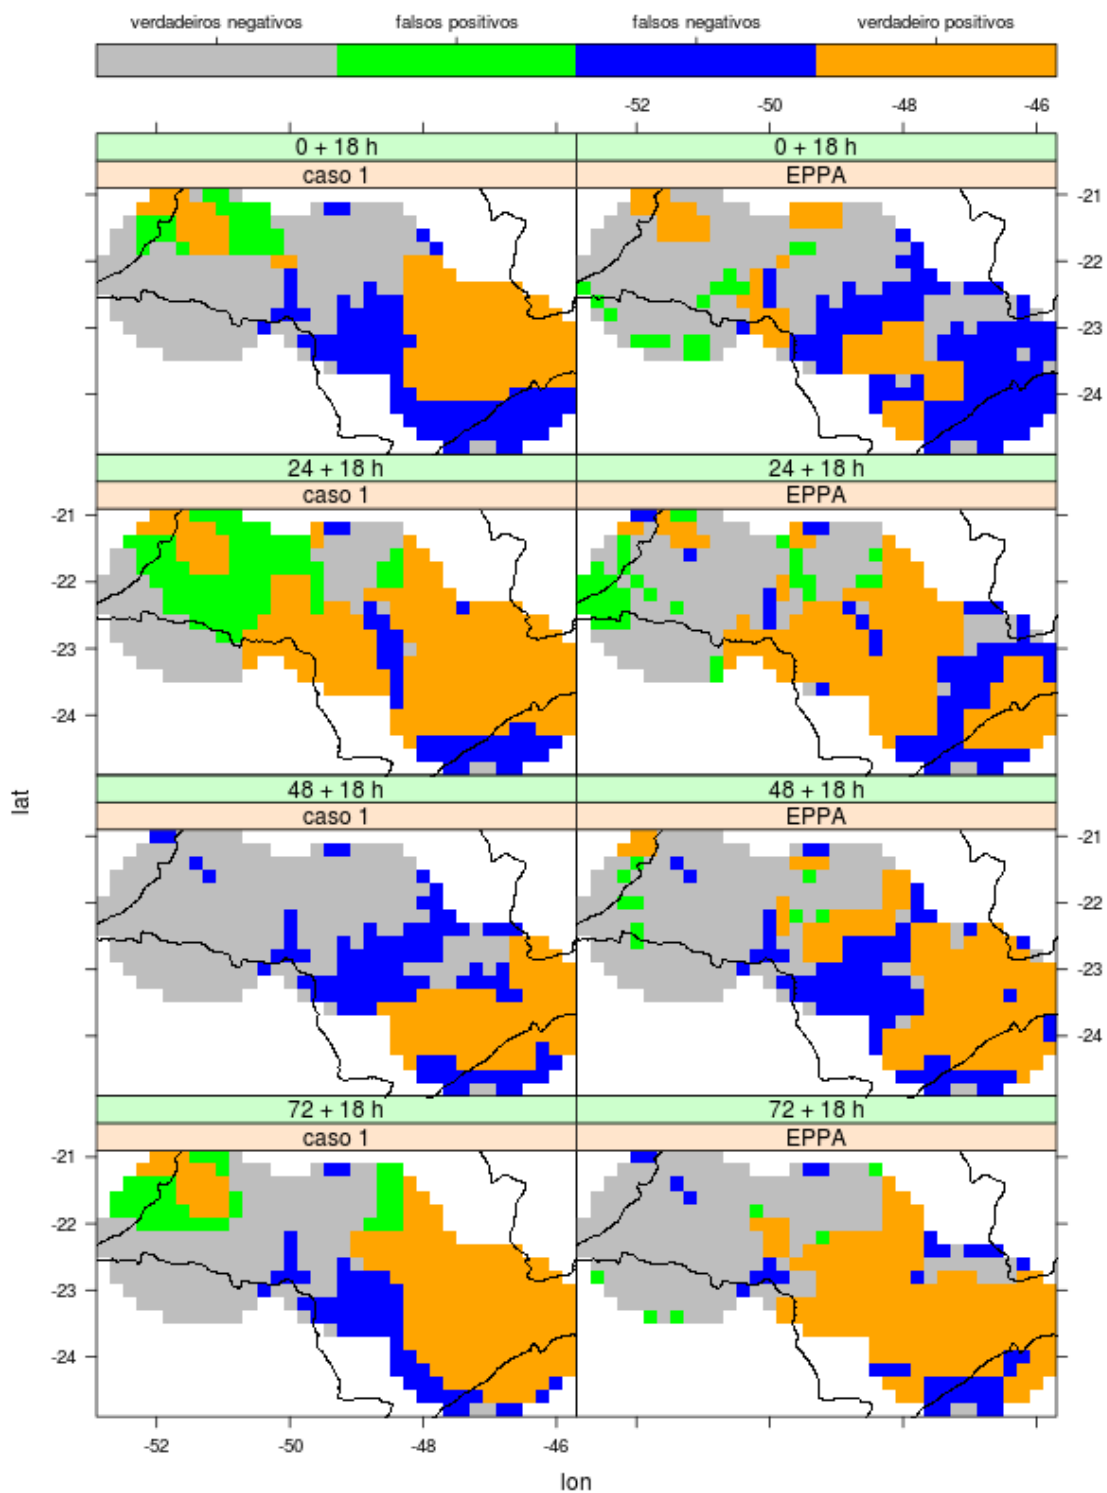 verdadeiros negativos falsos positivos falsos negativos verdadeiro positivos
-52 -50 -48 -46
0 + 18 h 0 + 18 h
caso 1 EPPA
-21
-22
-23
-24
24 + 18 h 24 + 18 h
caso 1 EPPA
-21
-22
-23
-24
48 + 18 h 48 + 18 h
caso 1 EPPA
-21
-22
-23
-24
72 + 18 h 72 + 18 h
caso 1 EPPA
-21
-22
-23
-24
-52 -50 -48 -46
lon
lat